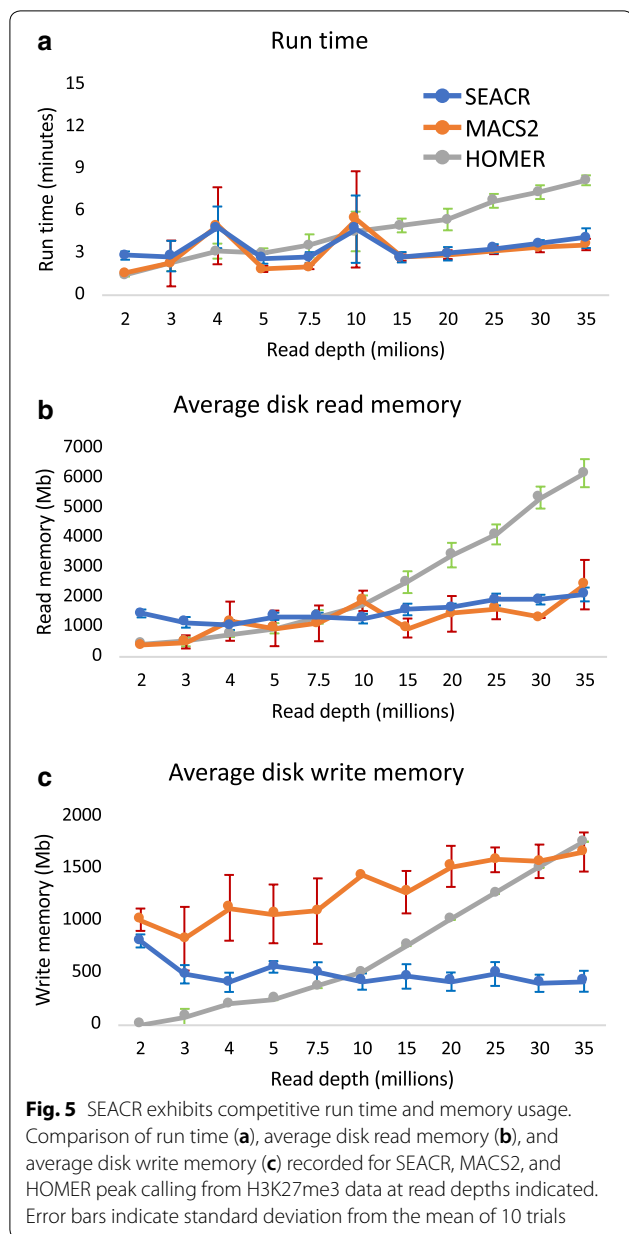 a
Run time
15
12
9
6
3
0
Run time (minutes)
SEACR
MACS2
HOMER
2 3 4 5 7.5 10 15 20 25 30 35
Read depth (milions)
b
Average disk read memory
7000
6000
5000
4000
3000
2000
1000
0
Read memory (Mb)
2 3 4 5 7.5 10 15 20 25 30 35
Read depth (millions)
c
Average disk write memory
2000
1500
1000
500
0
Write memory (Mb)
2 3 4 5 7.5 10 15 20 25 30 35
Read depth (millions)
Fig. 5 SEACR exhibits competitive run time and memory usage.
Comparison of run time (a), average disk read memory (b), and
average disk write memory (c) recorded for SEACR, MACS2, and
HOMER peak calling from H3K27me3 data at read depths indicated.
Error bars indicate standard deviation from the mean of 10 trials